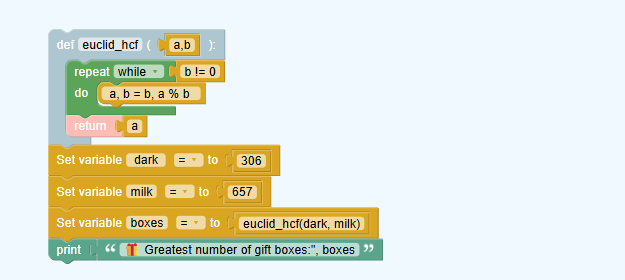 def euclid_hcf ( a,b ):
repeat while b != 0
do a, b = b, a % b
return a
Set variable dark = to 306
Set variable milk = to 657
Set variable boxes = to euclid_hcf(dark, milk)
print “ 🎁 Greatest number of gift boxes:", boxes ”